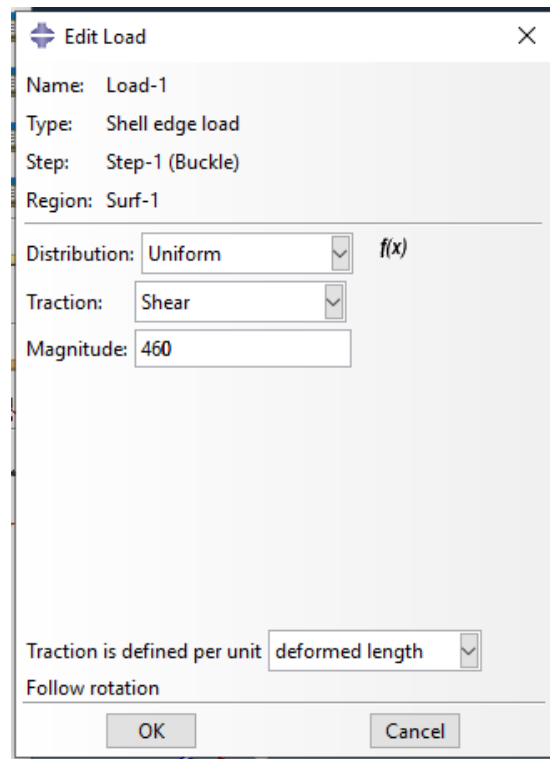 Edit Load
Name: Load-1
Type: Shell edge load
Step: Step-1 (Buckle)
Region: Surf-1
Distribution: Uniform f(x)
Traction: Shear
Magnitude: 460
Traction is defined per unit deformed length
Follow rotation
OK Cancel